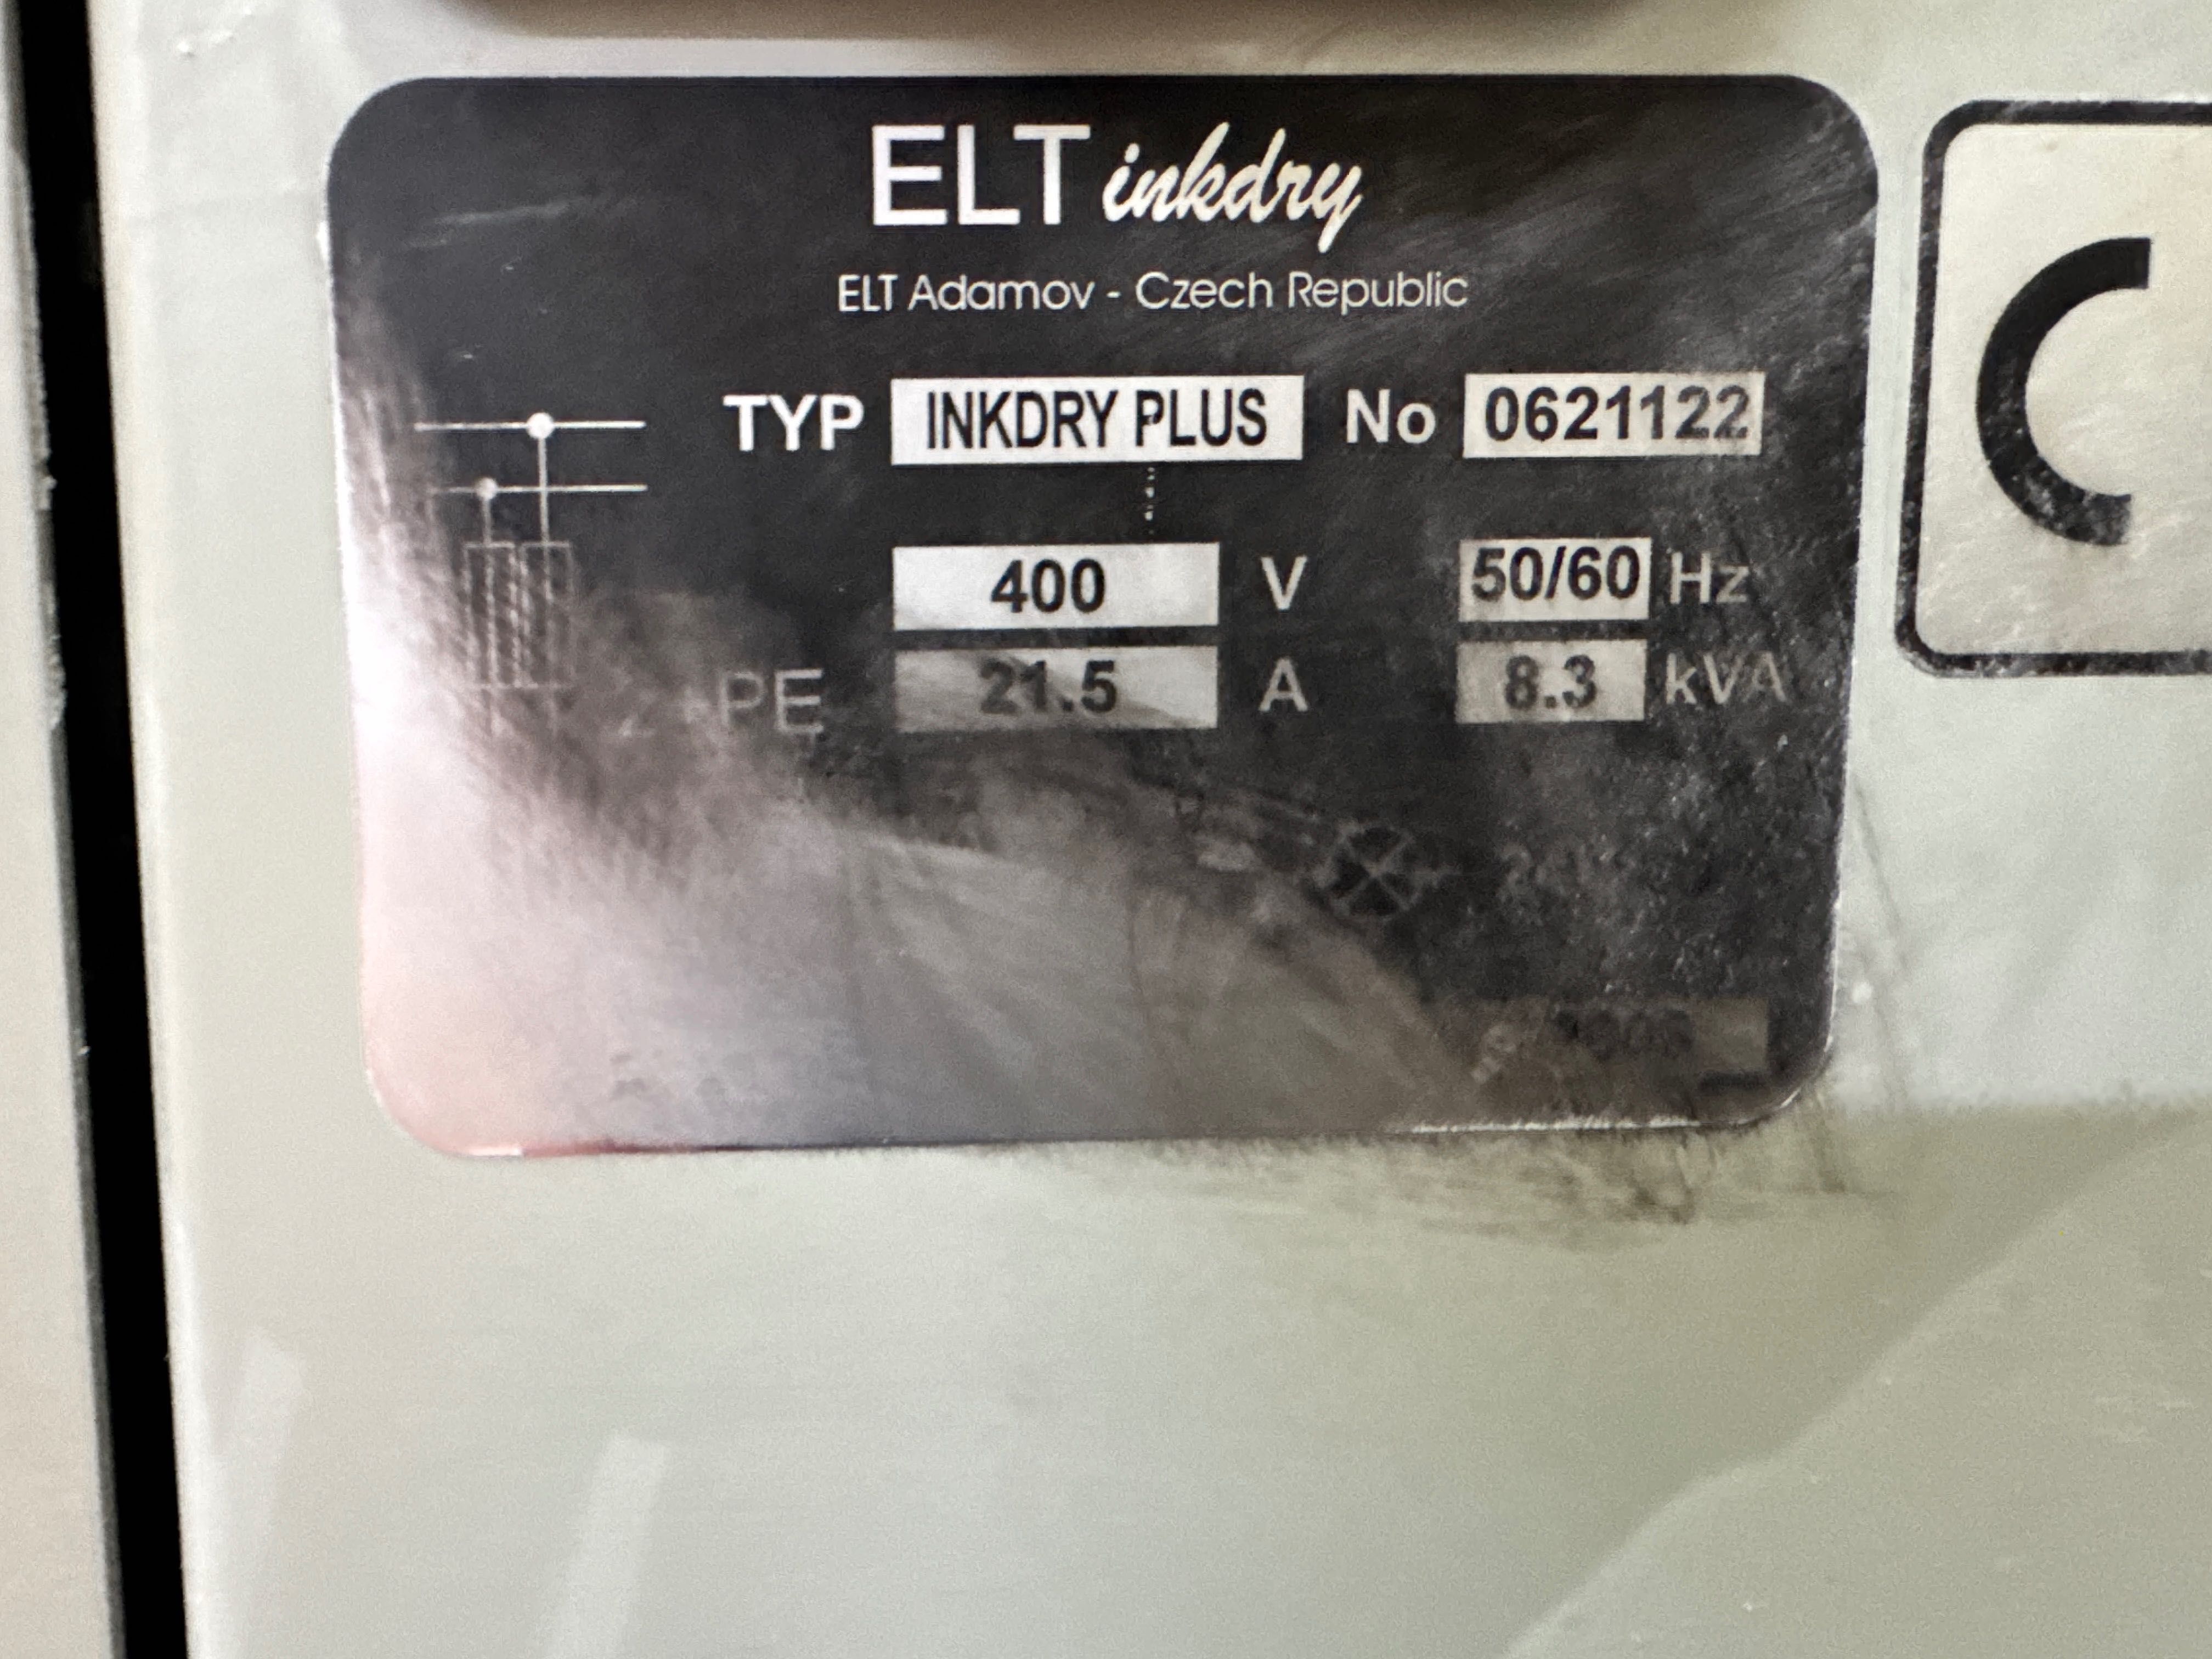 ELT inkdry
ELT Adamov - Czech Republic
TYP INKDRY PLUS No 0621122
400 V 50/60 Hz
PE 21.5 A 8.3 kVA
C